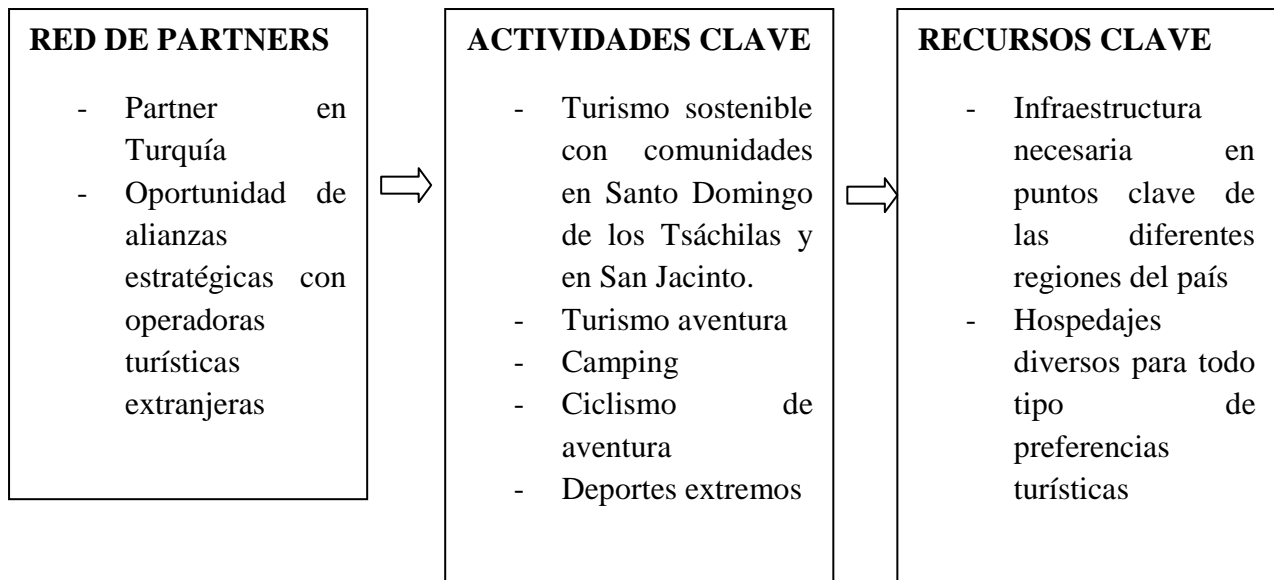 RED DE PARTNERS
- Partner en
Turquía
- Oportunidad de
alianzas
estratégicas con
operadoras
turísticas
extranjeras
ACTIVIDADES CLAVE
- Turismo sostenible
con comunidades
en Santo Domingo
de los Tsáchilas y
en San Jacinto.
- Turismo aventura
- Camping
- Ciclismo de
aventura
- Deportes extremos
RECURSOS CLAVE
- Infraestructura
necesaria en
puntos clave de
las diferentes
regiones del país
- Hospedajes
diversos para todo
tipo de
preferencias
turísticas